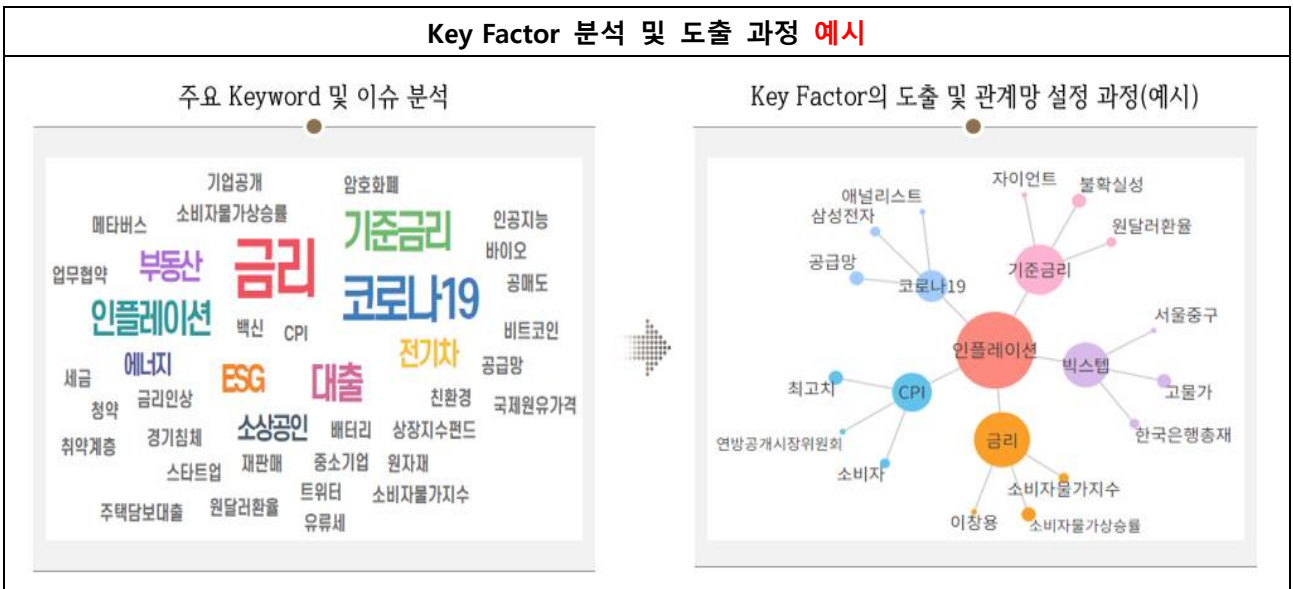 Key Factor 분석 및 도출 과정 예시
주요 Keyword 및 이슈 분석
기업공개
암호화폐
메타버스
소비자물가상승률
기준금리
인공지능
부동산
금리
바이오
업무협약
코로나19
공매도
인플레이션
백신
CPI
비트코인
에너지
전기차
공급망
세금
ESG
대출
청약
금리인상
친환경
국제원유가격
취약계층
경기침체
소상공인
배터리
상장지수펀드
스타트업
재판매
중소기업
원자재
트위터
소비자물가지수
주택담보대출
원달러환율
유류세
Key Factor의 도출 및 관계망 설정 과정(예시)
자이언트
불확실성
애널리스트
삼성전자
원달러환율
공급망
코로나19
기준금리
서울중구
인플레이션
빅스텝
최고치
CPI
고물가
연방공개시장위원회
금리
한국은행총재
소비자
소비자물가지수
이창용
소비자물가상승률